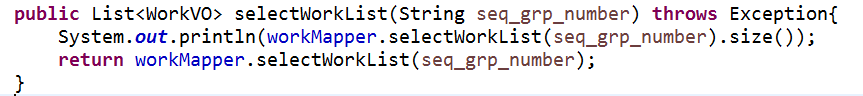 public List<WorkVO> selectWorkList(String seq_grp_number) throws Exception{
    System.out.println(workMapper.selectWorkList(seq_grp_number).size());
    return workMapper.selectWorkList(seq_grp_number);
}